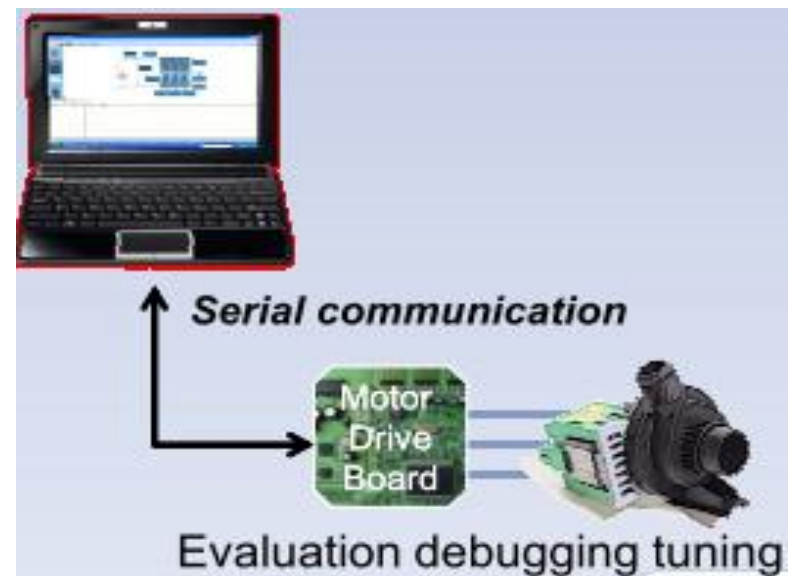 Serial communication
Motor
Drive
Board
Evaluation debugging tuning